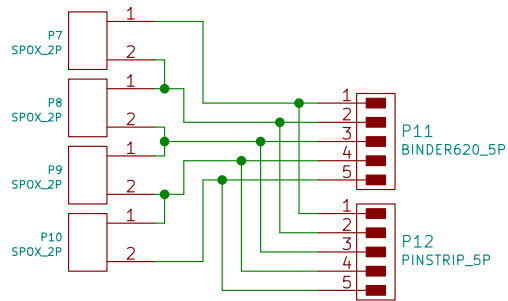 P7
SPOX_2P
1
2
P8
SPOX_2P
1
2
P9
SPOX_2P
1
2
P10
SPOX_2P
1
2
1
2
3
4
5
P11
BINDER620_5P
1
2
3
4
5
P12
PINSTRIP_5P